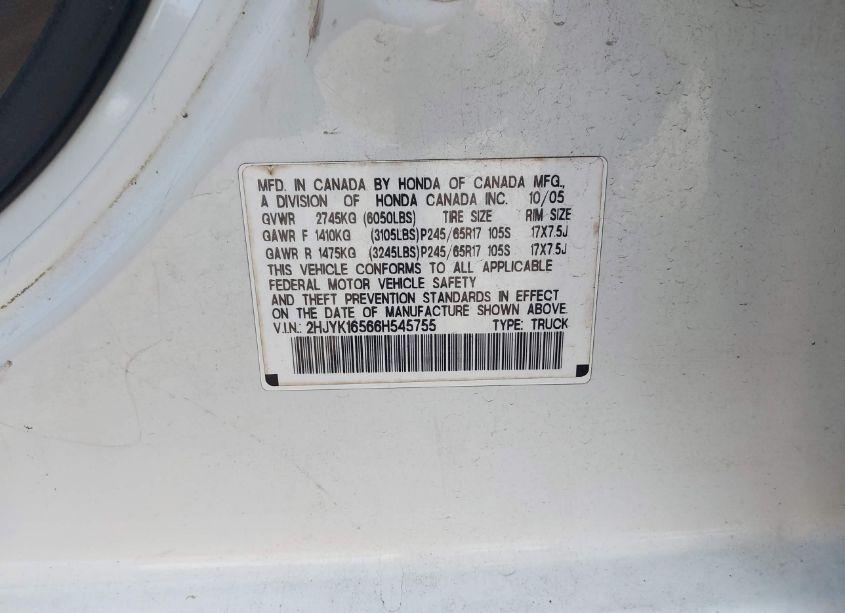 MFD. IN CANADA BY HONDA OF CANADA MFG.,
A DIVISION OF HONDA CANADA INC. 10/05
GVWR 2745KG (6050LBS) TIRE SIZE RIM SIZE
GAWR F 1410KG (3105LBS)P245/65R17 105S 17X7.5J
GAWR R 1475KG (3245LBS)P245/65R17 105S 17X7.5J
THIS VEHICLE CONFORMS TO ALL APPLICABLE
FEDERAL MOTOR VEHICLE SAFETY
AND THEFT PREVENTION STANDARDS IN EFFECT
ON THE DATE OF MANUFACTURE SHOWN ABOVE.
V.I.N.: 2HJYK16566H545755 TYPE: TRUCK